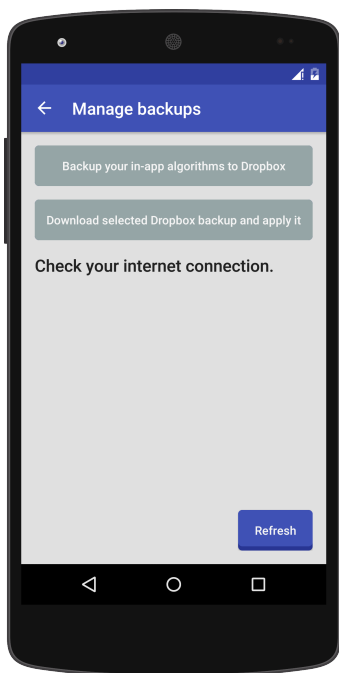 Manage backups
Backup your in-app algorithms to Dropbox
Download selected Dropbox backup and apply it
Check your internet connection.
Refresh